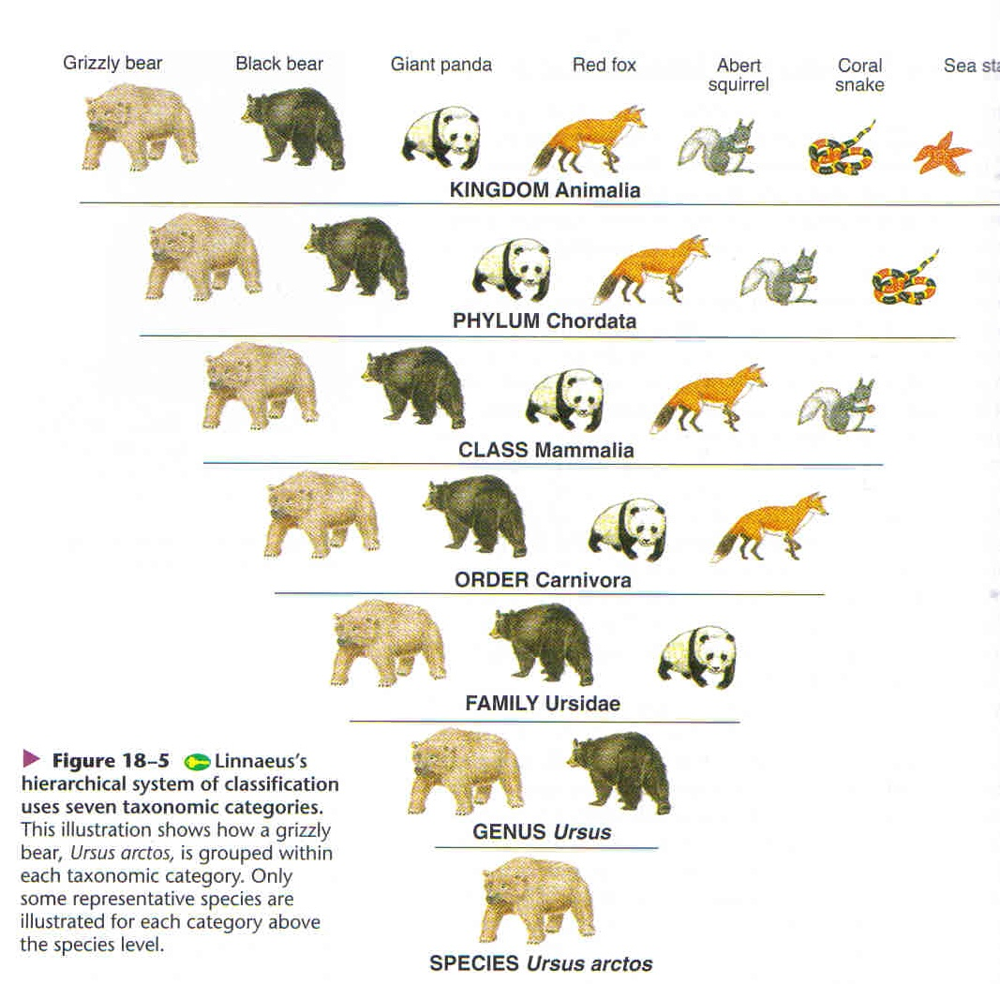 Grizzly bear Black bear Giant panda Red fox Abert squirrel Coral snake Sea
KINGDOM Animalia
PHYLUM Chordata
CLASS Mammalia
ORDER Carnivora
FAMILY Ursidae
GENUS Ursus
SPECIES Ursus arctos
Figure 18–5 Linnaeus's
hierarchical system of classification
uses seven taxonomic categories.
This illustration shows how a grizzly
bear, Ursus arctos, is grouped within
each taxonomic category. Only
some representative species are
illustrated for each category above
the species level.